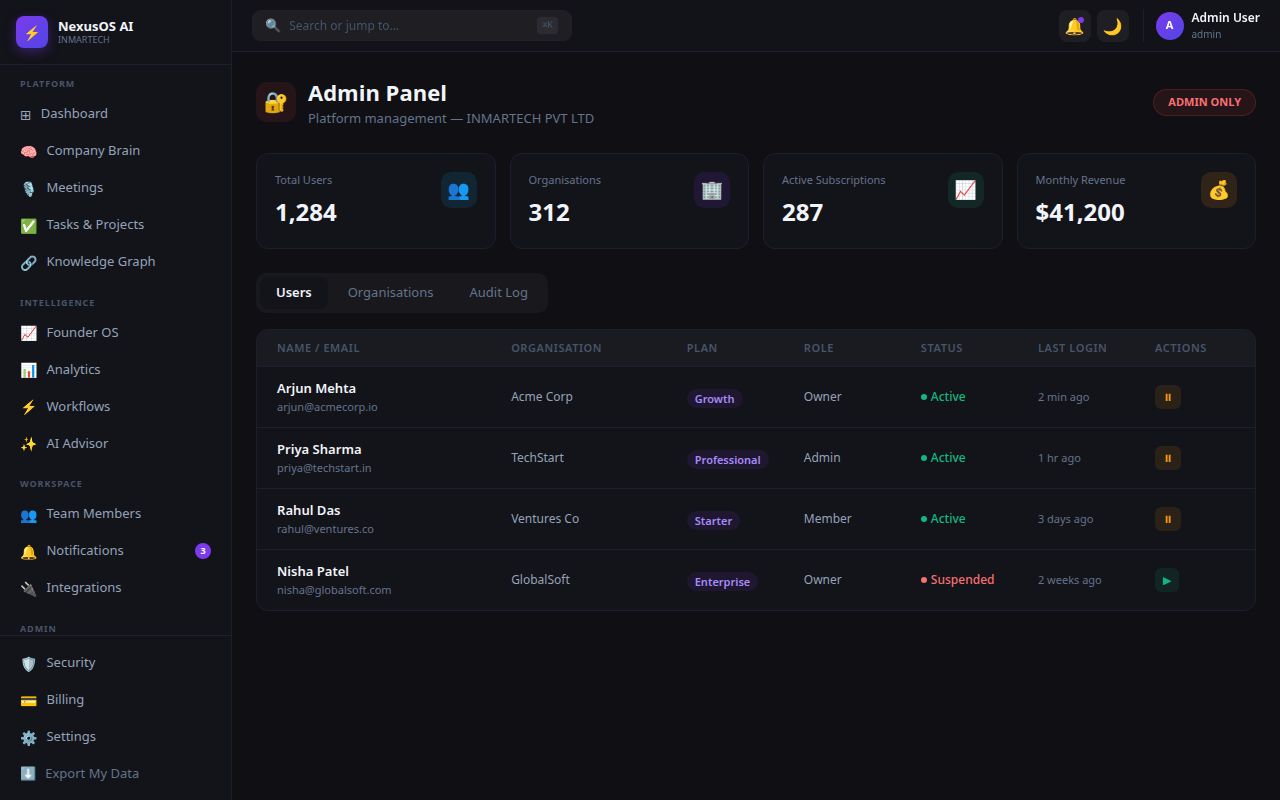 NexusOS AI
INMARTECH
PLATFORM
Dashboard
Company Brain
Meetings
Tasks & Projects
Knowledge Graph
INTELLIGENCE
Founder OS
Analytics
Workflows
AI Advisor
WORKSPACE
Team Members
Notifications 3
Integrations
ADMIN
Security
Billing
Settings
Export My Data
Search or jump to... ⌘K
A Admin User
admin
Admin Panel
Platform management — INMARTECH PVT LTD
ADMIN ONLY
Total Users
1,284
Organisations
312
Active Subscriptions
287
Monthly Revenue
$41,200
Users Organisations Audit Log
NAME / EMAIL ORGANISATION PLAN ROLE STATUS LAST LOGIN ACTIONS
Arjun Mehta
arjun@acmecorp.io
Acme Corp Growth Owner Active 2 min ago
Priya Sharma
priya@techstart.in
TechStart Professional Admin Active 1 hr ago
Rahul Das
rahul@ventures.co
Ventures Co Starter Member Active 3 days ago
Nisha Patel
nisha@globalsoft.com
GlobalSoft Enterprise Owner Suspended 2 weeks ago